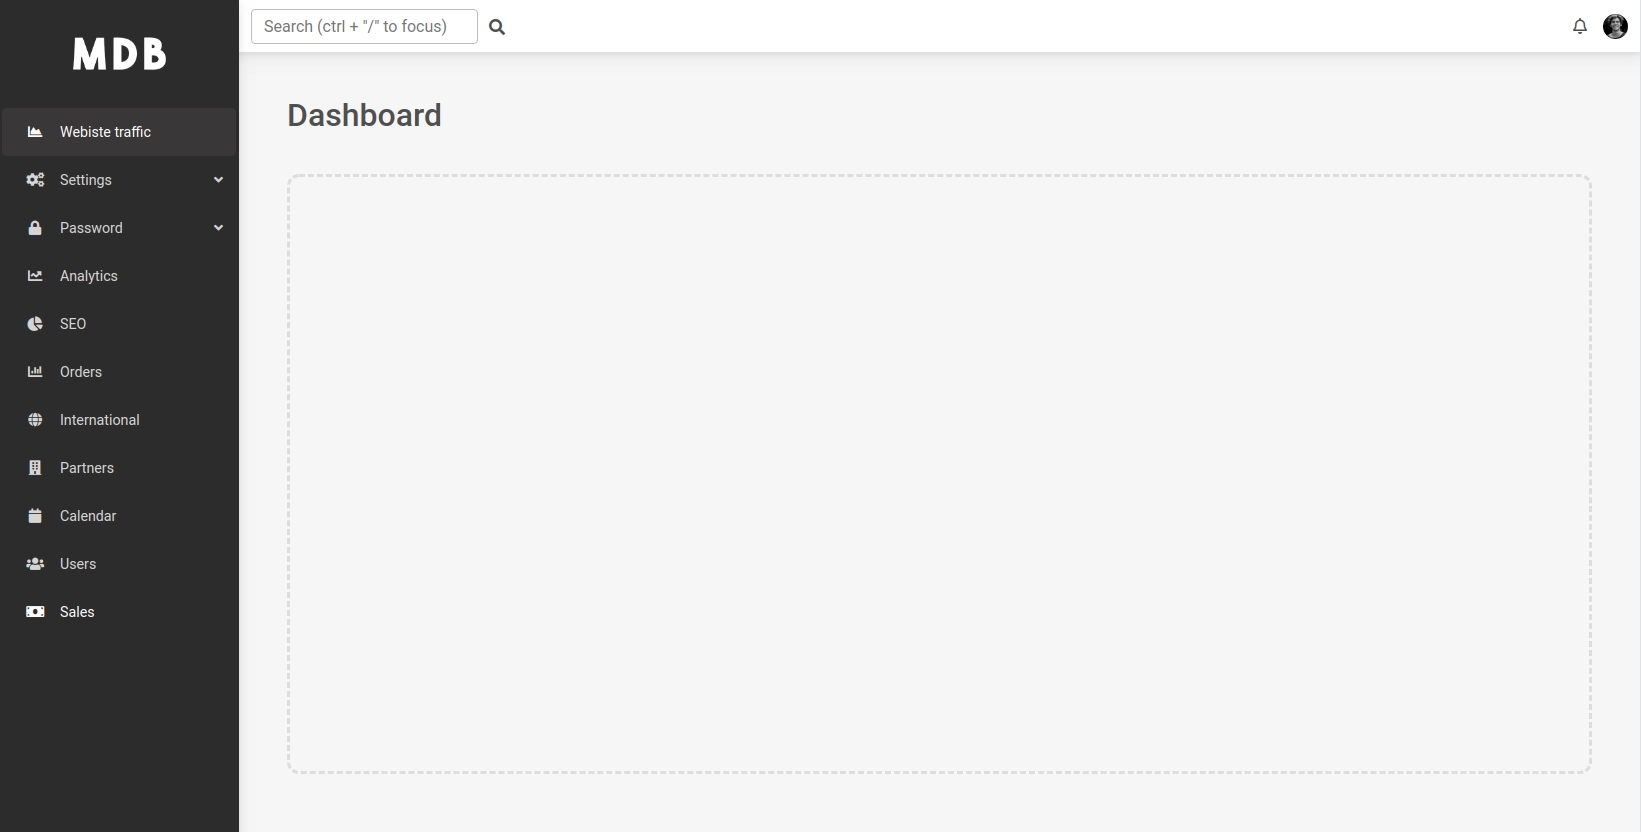 MDB
Search (ctrl + "/" to focus)
Dashboard
Webiste traffic
Settings
Password
Analytics
SEO
Orders
International
Partners
Calendar
Users
Sales